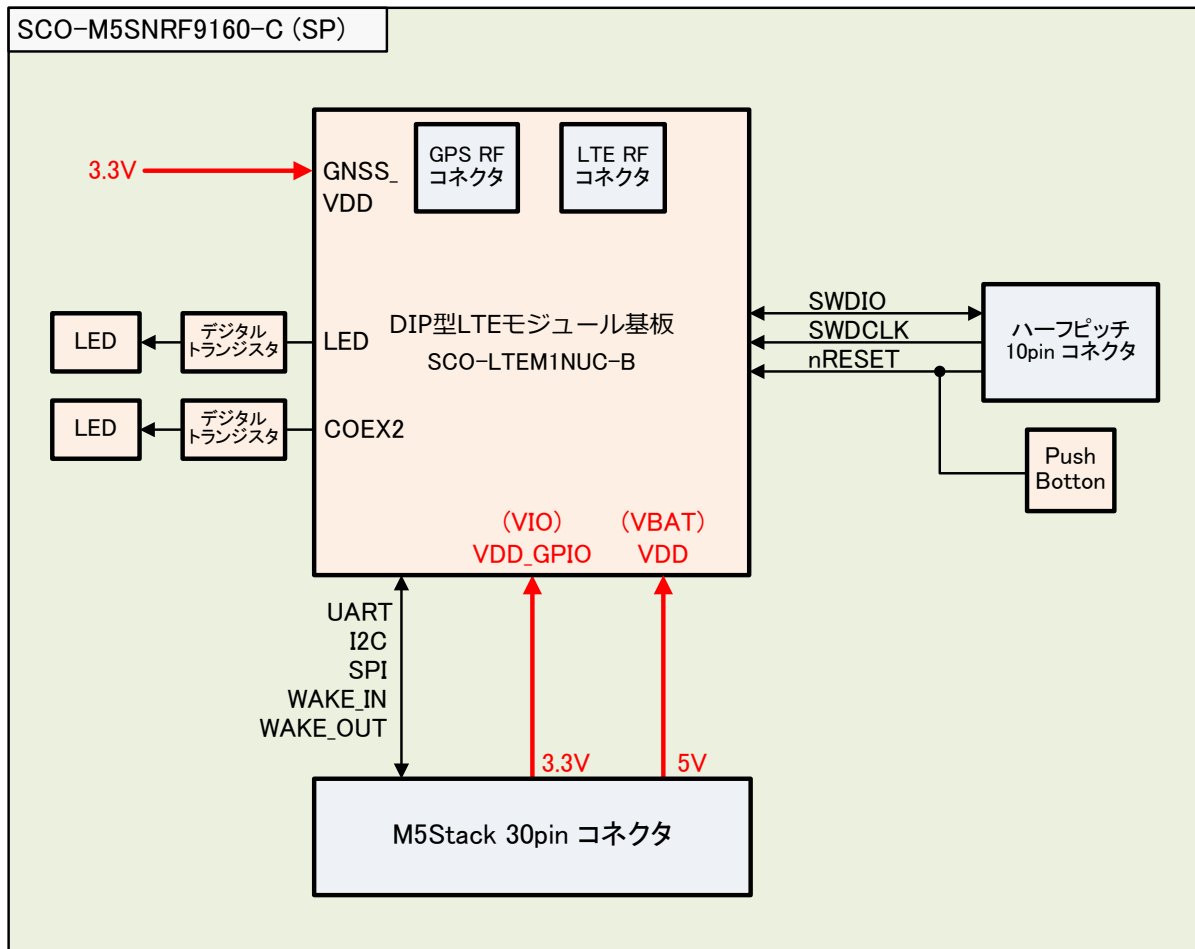 SCO-M5SNRF9160-C (SP)
GPS RF
コネクタ
LTE RF
コネクタ
3.3V
GNSS_
VDD
SWDIO
SWDCLK
nRESET
ハーフピッチ
10pin コネクタ
LED
デジタル
トランジスタ
LED
DIP型LTEモジュール基板
SCO-LTEM1NUC-B
LED
デジタル
トランジスタ
COEX2
Push
Botton
(VIO)
VDD_GPIO
(VBAT)
VDD
UART
I2C
SPI
WAKE_IN
WAKE_OUT
3.3V
5V
M5Stack 30pin コネクタ